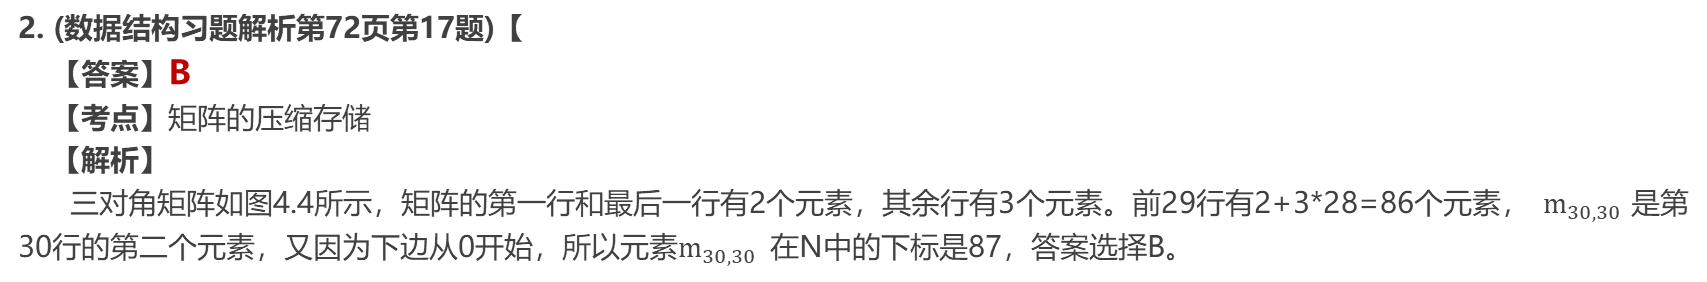 2. (数据结构习题解析第72页第17题)【
【答案】B
【考点】矩阵的压缩存储
【解析】
三对角矩阵如图4.4所示，矩阵的第一行和最后一行有2个元素，其余行有3个元素。前29行有2+3*28=86个元素， m30,30 是第
30行的第二个元素，又因为下边从0开始，所以元素m30,30 在N中的下标是87，答案选择B。